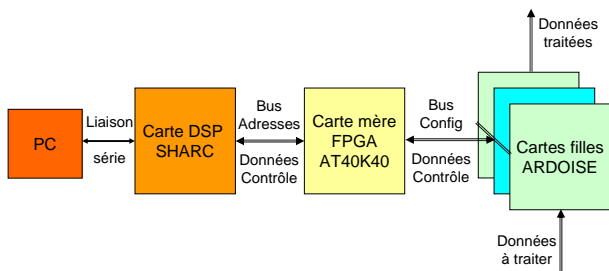 Données
traitées
PC
Liaison
série
Carte DSP
SHARC
Bus
Adresses
Données
Contrôle
Carte mère
FPGA
AT40K40
Bus
Config
Données
Contrôle
Cartes filles
ARDOISE
Données
à traiter